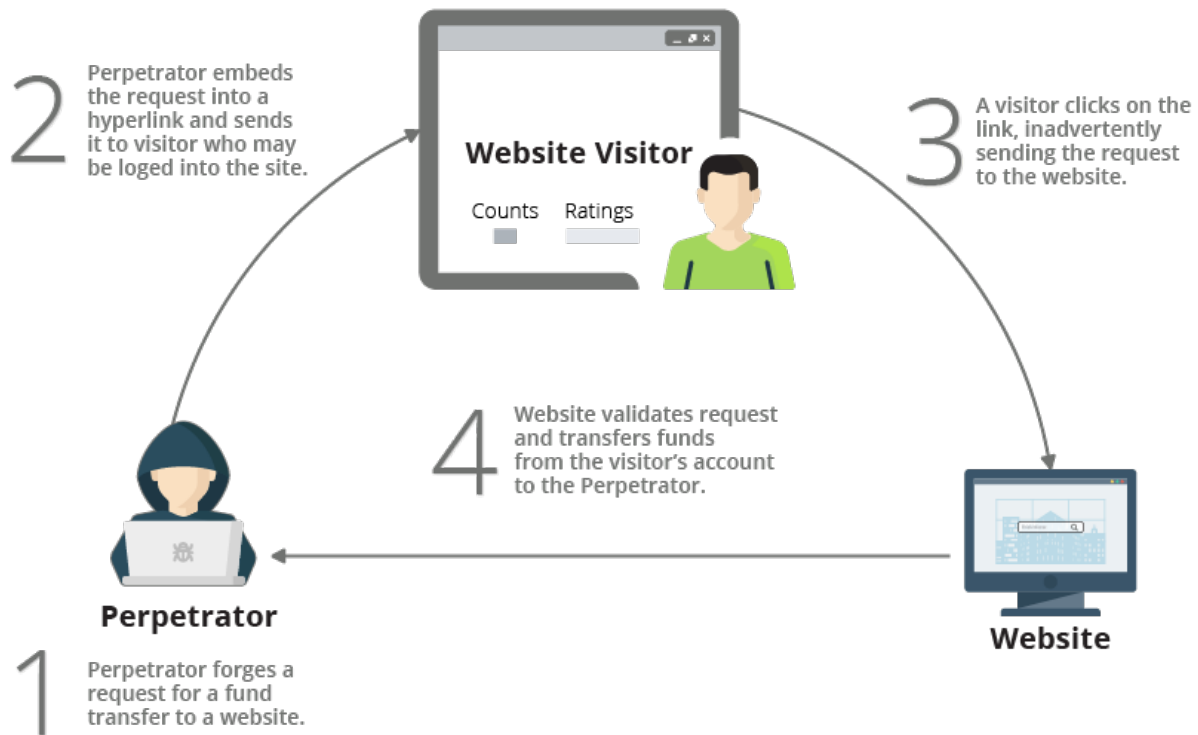 2
Perpetrator embeds
the request into a
hyperlink and sends
it to visitor who may
be loged into the site.
Website Visitor
Counts Ratings
3
A visitor clicks on the
link, inadvertently
sending the request
to the website.
4
Website validates request
and transfers funds
from the visitor's account
to the Perpetrator.
Perpetrator
Website
1
Perpetrator forges a
request for a fund
transfer to a website.